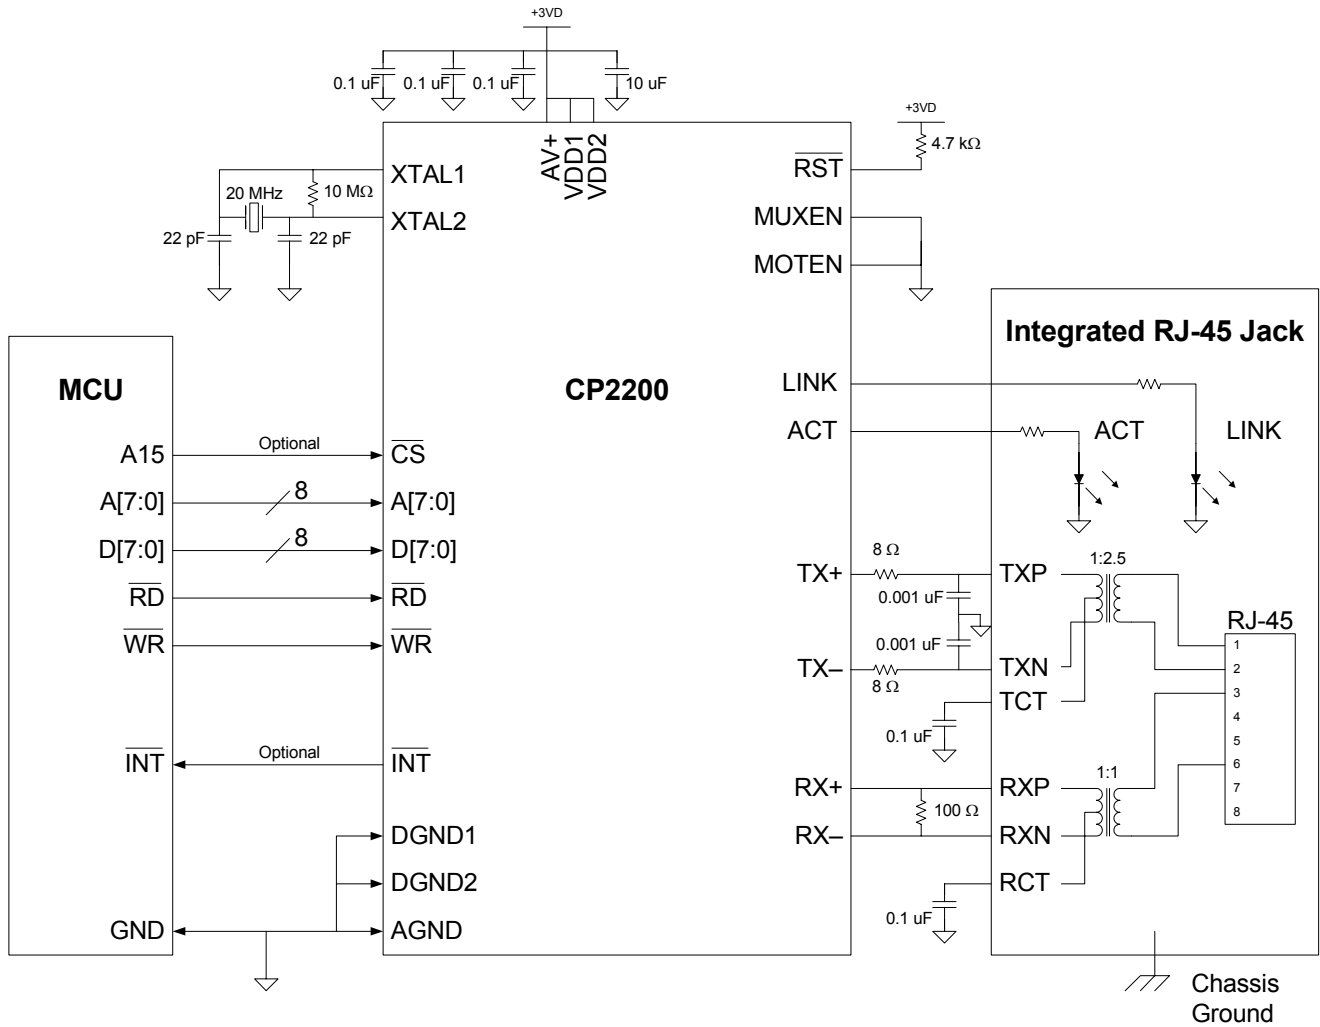 +3VD
0.1 uF
0.1 uF
0.1 uF
10 uF
AV+
VDD1
VDD2
+3VD
4.7 kΩ
RST
MUXEN
MOTEN
XTAL1
XTAL2
20 MHz
10 MΩ
22 pF
22 pF
MCU
CP2200
Integrated RJ-45 Jack
A15
Optional
CS
A[7:0]
8
A[7:0]
D[7:0]
8
D[7:0]
RD
RD
WR
WR
INT
Optional
INT
DGND1
DGND2
GND
AGND
LINK
ACT
ACT
LINK
TX+
8 Ω
0.001 uF
0.001 uF
TX–
8 Ω
TXP
TXN
TCT
0.1 uF
1:2.5
RX+
RX–
100 Ω
RXP
RXN
RCT
0.1 uF
1:1
RJ-45
1
2
3
4
5
6
7
8
Chassis
Ground